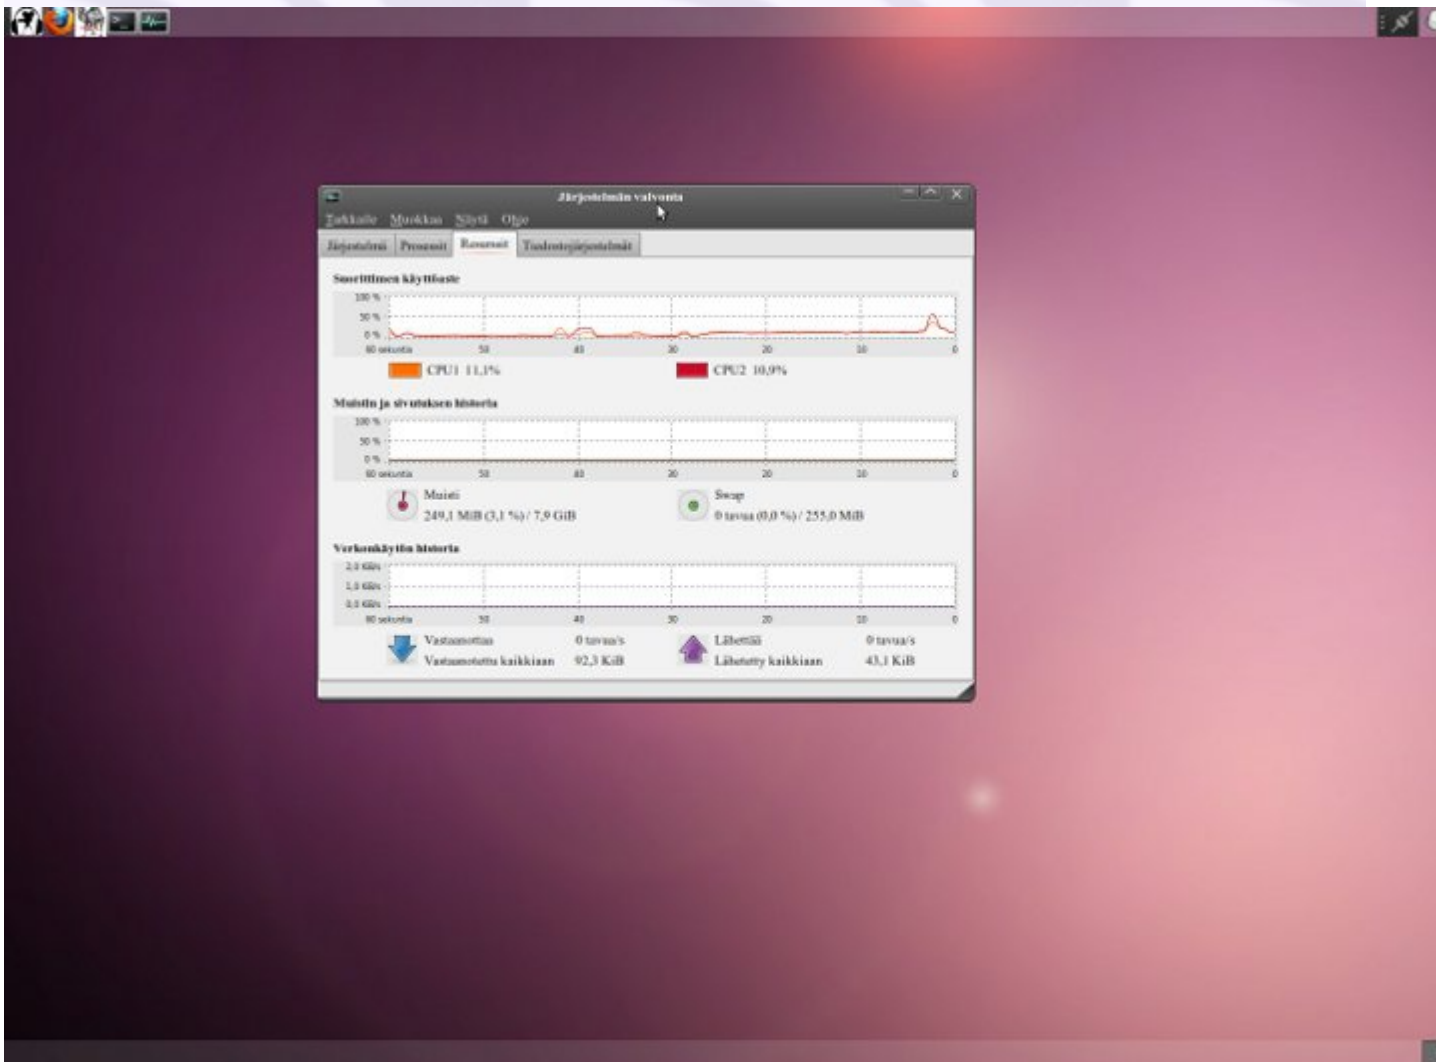 Järjestelmän valvonta
Tarkkaile Muokkaa Näytä Ohje
Järjestelmä Prosessit Resurssit Tiedostojärjestelmät
Suorittimen käyttöaste
100 %
50 %
0 %
60 sekuntia 50 40 30 20 10 0
CPU1 11,1% CPU2 10,9%
Muistin ja sivutuksen historia
100 %
50 %
0 %
60 sekuntia 50 40 30 20 10 0
Muisti Swap
249,1 MiB (3,1 %) / 7,9 GiB 0 tavua (0,0 %) / 255,0 MiB
Verkonkäytön historia
2,0 KiB/s
1,0 KiB/s
0,0 KiB/s
60 sekuntia 50 40 30 20 10 0
Vastaanottaa 0 tavua/s Lähettää 0 tavua/s
Vastaanotettu kaikkiaan 92,3 KiB Lähetetty kaikkiaan 43,1 KiB